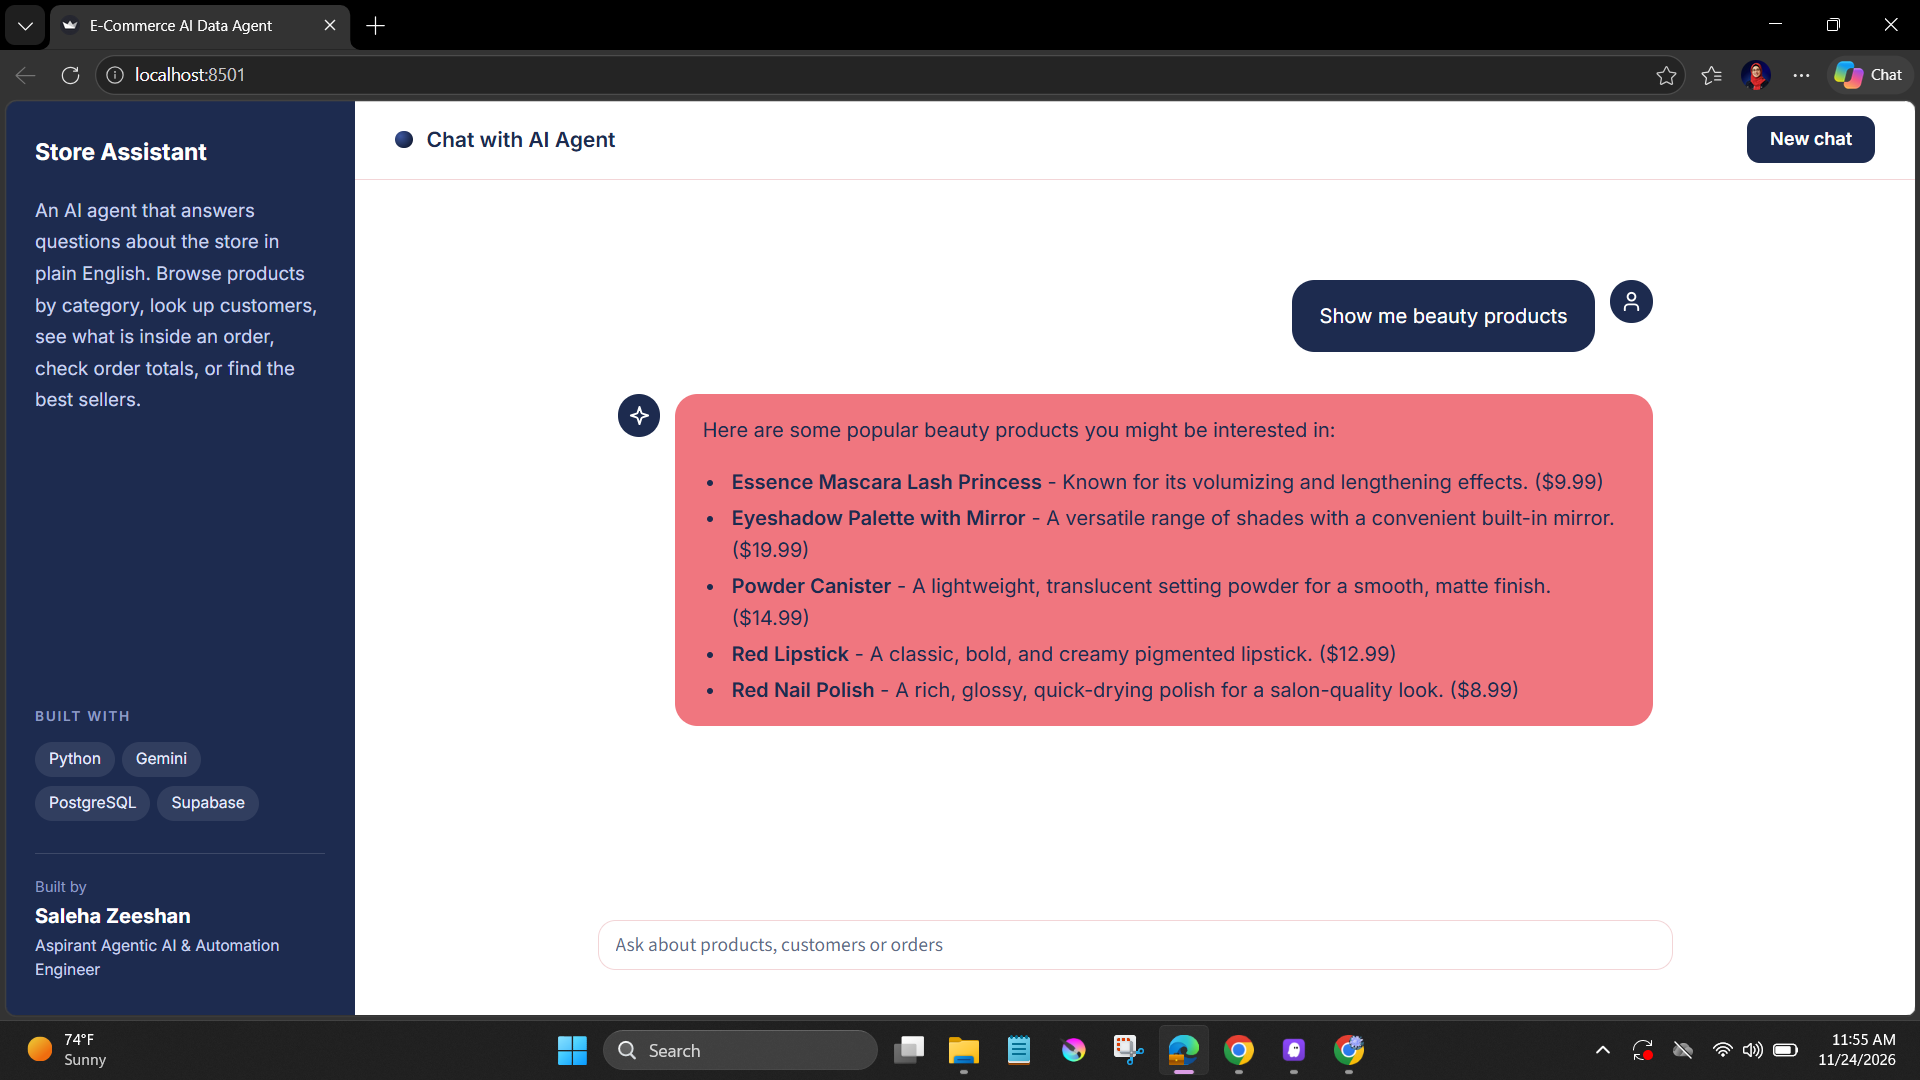 E-Commerce AI Data Agent
localhost:8501
Chat
Store Assistant
An AI agent that answers
questions about the store in
plain English. Browse products
by category, look up customers,
see what is inside an order,
check order totals, or find the
best sellers.
BUILT WITH
Python
Gemini
PostgreSQL
Supabase
Built by
Saleha Zeeshan
Aspirant Agentic AI & Automation
Engineer
Chat with AI Agent
New chat
Show me beauty products
Here are some popular beauty products you might be interested in:
• Essence Mascara Lash Princess - Known for its volumizing and lengthening effects. ($9.99)
• Eyeshadow Palette with Mirror - A versatile range of shades with a convenient built-in mirror.
($19.99)
• Powder Canister - A lightweight, translucent setting powder for a smooth, matte finish.
($14.99)
• Red Lipstick - A classic, bold, and creamy pigmented lipstick. ($12.99)
• Red Nail Polish - A rich, glossy, quick-drying polish for a salon-quality look. ($8.99)
Ask about products, customers or orders
74°F
Sunny
Search
11:55 AM
11/24/2026